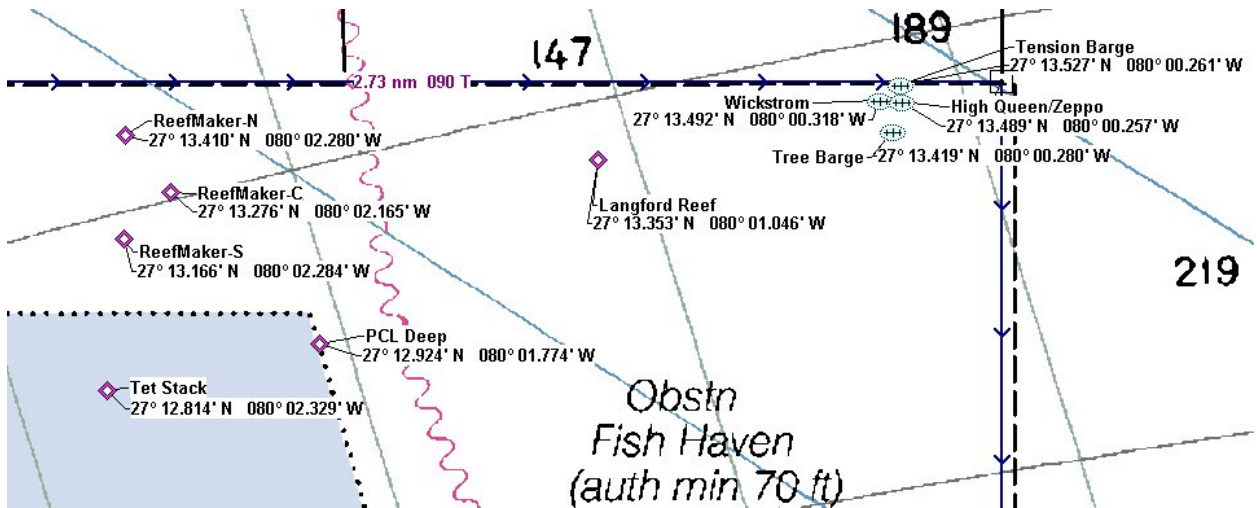 147
189
Tension Barge
27° 13.527' N 080° 00.261' W
2.73 nm 090 T
Wickstrom
27° 13.492' N 080° 00.318' W
High Queen/Zeppo
27° 13.489' N 080° 00.257' W
ReefMaker-N
27° 13.410' N 080° 02.280' W
Tree Barge
27° 13.419' N 080° 00.280' W
ReefMaker-C
27° 13.276' N 080° 02.165' W
Langford Reef
27° 13.353' N 080° 01.046' W
ReefMaker-S
27° 13.166' N 080° 02.284' W
219
PCL Deep
27° 12.924' N 080° 01.774' W
Tet Stack
27° 12.814' N 080° 02.329' W
Obstn
Fish Haven
(auth min 70 ft)